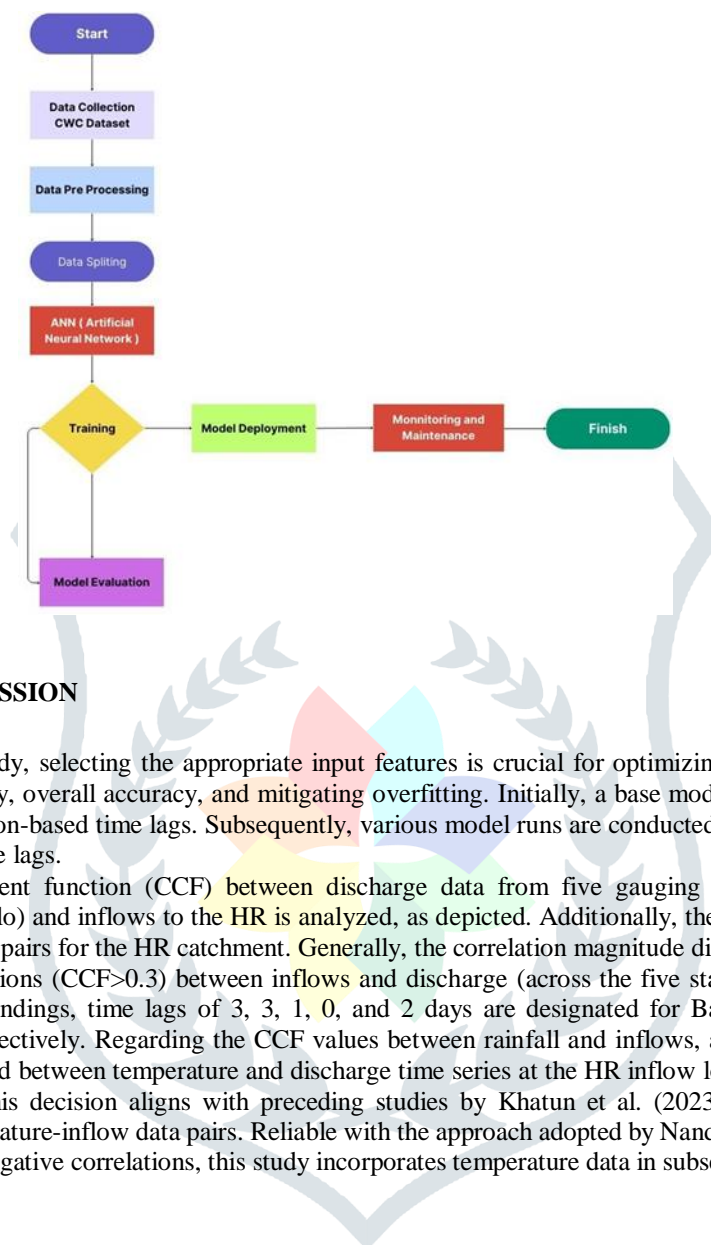 Start
Data Collection
CWC Dataset
Data Pre Processing
Data Spliting
ANN ( Artificial
Neural Network )
Training
Model Deployment
Monnitoring and
Maintenance
Finish
Model Evaluation
SSION
dy, selecting the appropriate input features is crucial for optimizing
y, overall accuracy, and mitigating overfitting. Initially, a base mod
on-based time lags. Subsequently, various model runs are conducted
e lags.
ent function (CCF) between discharge data from five gauging
lo) and inflows to the HR is analyzed, as depicted. Additionally, the
pairs for the HR catchment. Generally, the correlation magnitude di
ions (CCF>0.3) between inflows and discharge (across the five sta
ndings, time lags of 3, 3, 1, 0, and 2 days are designated for Ba
ectively. Regarding the CCF values between rainfall and inflows, a
d between temperature and discharge time series at the HR inflow l
his decision aligns with preceding studies by Khatun et al. (2023
ature-inflow data pairs. Reliable with the approach adopted by Nand
gative correlations, this study incorporates temperature data in subs